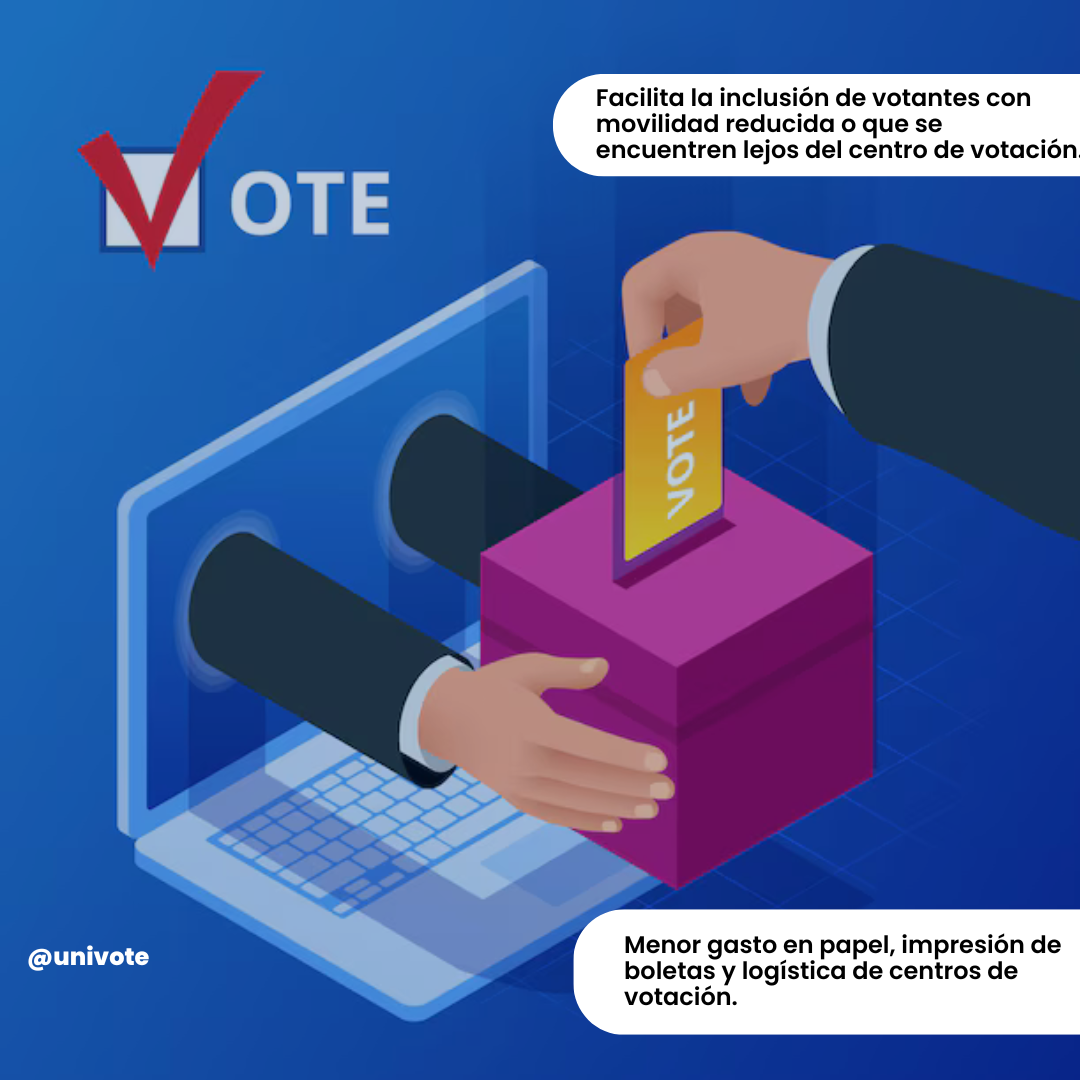 Facilita la inclusión de votantes con
movilidad reducida o que se
encuentren lejos del centro de votación.
VOTE
VOTE
@univote
Menor gasto en papel, impresión de
boletas y logística de centros de
votación.